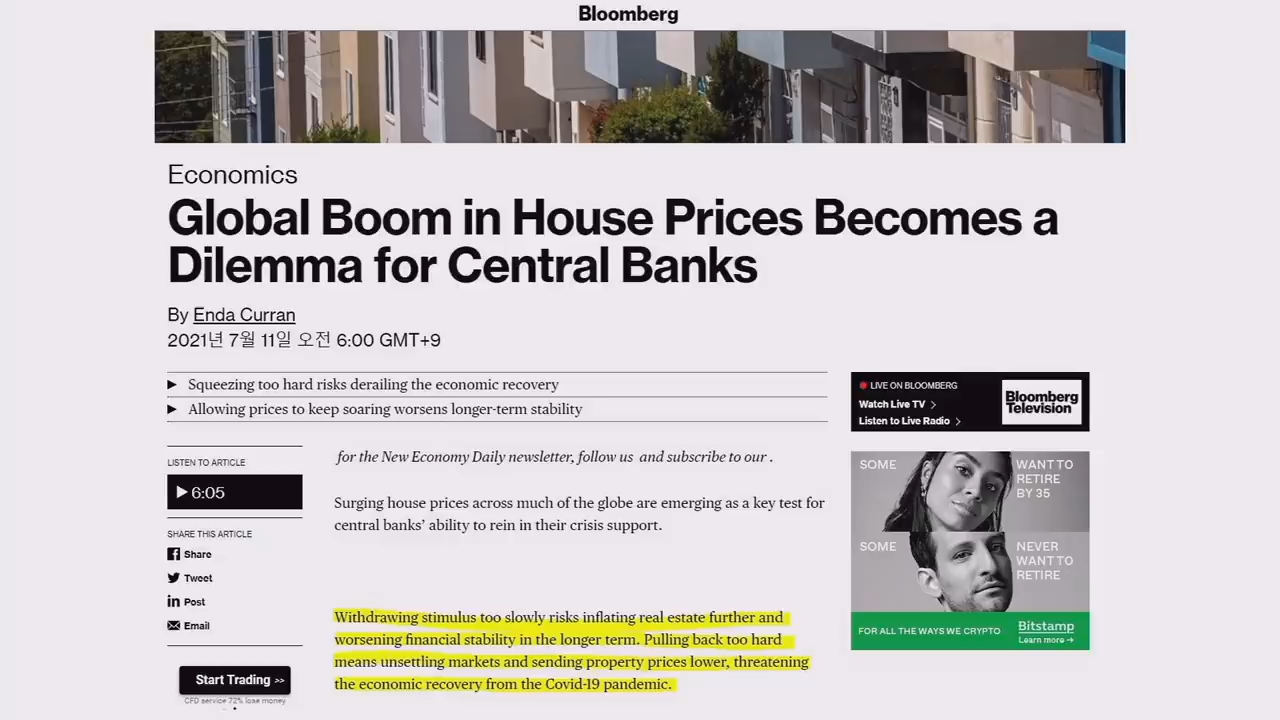 Bloomberg
Economics
Global Boom in House Prices Becomes a
Dilemma for Central Banks
By Enda Curran
2021년 7월 11일 오전 6:00 GMT+9
▶ Squeezing too hard risks derailing the economic recovery
▶ Allowing prices to keep soaring worsens longer-term stability
LISTEN TO ARTICLE
▶ 6:05
SHARE THIS ARTICLE
Share
Tweet
Post
Email
Start Trading >>
CFD service 72% lose money
for the New Economy Daily newsletter, follow us and subscribe to our .
Surging house prices across much of the globe are emerging as a key test for
central banks’ ability to rein in their crisis support.
Withdrawing stimulus too slowly risks inflating real estate further and
worsening financial stability in the longer term. Pulling back too hard
means unsettling markets and sending property prices lower, threatening
the economic recovery from the Covid-19 pandemic.
LIVE ON BLOOMBERG
Watch Live TV >
Listen to Live Radio >
Bloomberg
Television
SOME
WANT TO
RETIRE
BY 35
SOME
NEVER
WANT TO
RETIRE
FOR ALL THE WAYS WE CRYPTO
Bitstamp
Learn more →